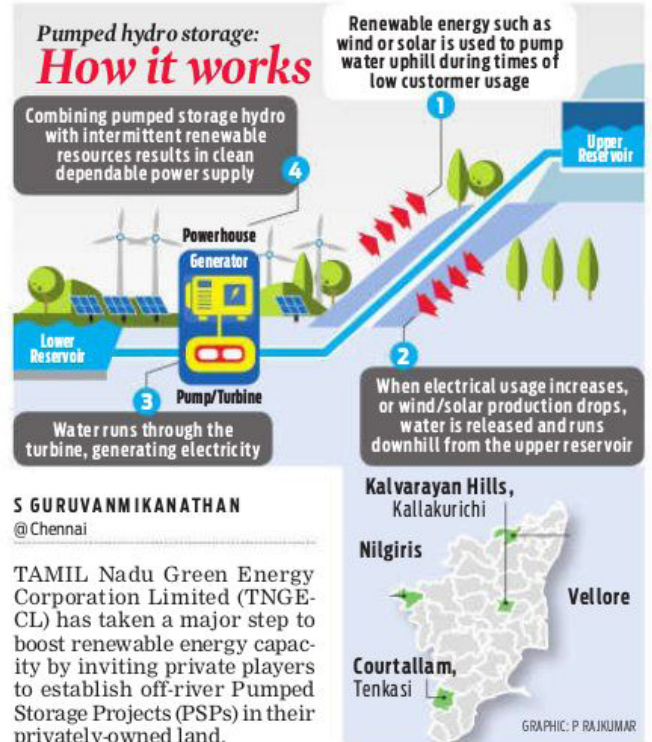 Pumped hydro storage:
How it works
Renewable energy such as
wind or solar is used to pump
water uphill during times of
low custormer usage
1
Combining pumped storage hydro
with intermittent renewable
resources results in clean
dependable power supply
4
Upper
Reservoir
Powerhouse
Generator
Lower
Reservoir
2
3
Pump/Turbine
When electrical usage increases,
or wind/solar production drops,
water is released and runs
downhill from the upper reservoir
Water runs through the
turbine, generating electricity
S GURUVANMIKANATHAN
@ Chennai
TAMIL Nadu Green Energy
Corporation Limited (TNGE-
CL) has taken a major step to
boost renewable energy capac-
ity by inviting private players
to establish off-river Pumped
Storage Projects (PSPs) in their
privately-owned land.
Kalvarayan Hills,
Kallakurichi
Nilgiris
Vellore
Courtallam,
Tenkasi
GRAPHIC: P RAJKUMAR